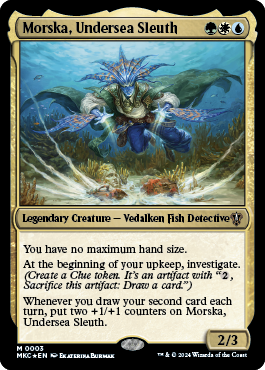 Morska, Undersea Sleuth
Legendary Creature — Vedalken Fish Detective
You have no maximum hand size.
At the beginning of your upkeep, investigate.
(Create a Clue token. It's an artifact with “2,
Sacrifice this artifact: Draw a card.”)
Whenever you draw your second card each
turn, put two +1/+1 counters on Morska,
Undersea Sleuth.
2/3
M 0003
MKC★EN Ekaterina Burmak
™ & © 2024 Wizards of the Coast